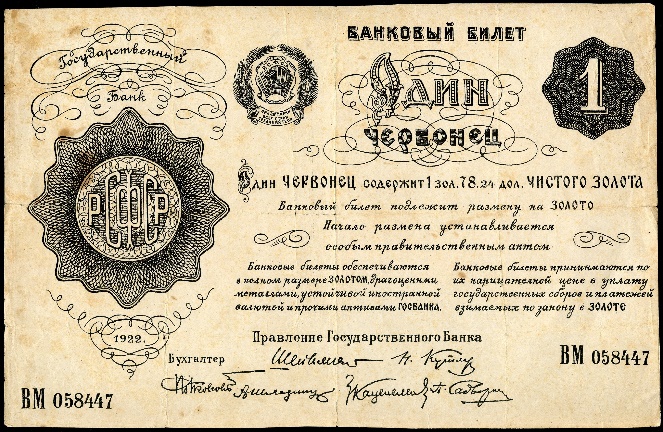 БАНКОВЫЙ БИЛЕТ
Государственный
Банк
Один
ЧЕРВОНЕЦ
1
Один ЧЕРВОНЕЦ содержит 1 зол. 78.24 дол. ЧИСТОГО ЗОЛОТА
Банковый билет подлежит размену на ЗОЛОТО
Начало размена устанавливается
особым правительственным актом
РСФСР
Банковые билеты обеспечиваются
в полном размере ЗОЛОТОМ, драгоценными
металлами, устойчивой иностранной
валютой и прочими активами ГОСБАНКА.
Банковые билеты принимаются по
их нарицательной цене в уплату
государственных сборов и платежей
взимаемых по закону в ЗОЛОТЕ
1922.
Правление Государственного Банка
Бухгалтер
ВМ 058447
ВМ 058447